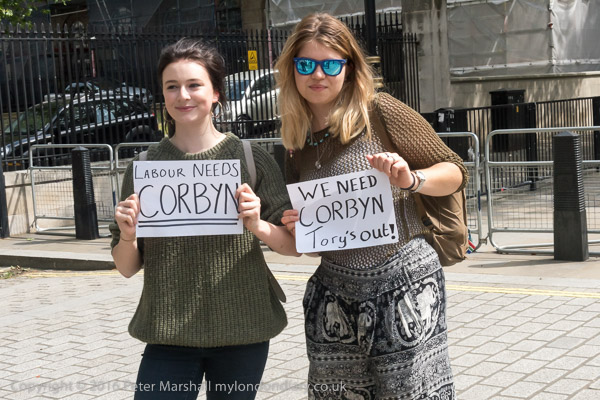 LABOUR NEEDS
CORBYN
WE NEED
CORBYN
TORY'S OUT!
Copyright © 2016 Peter Marshall mylondondiary.co.uk